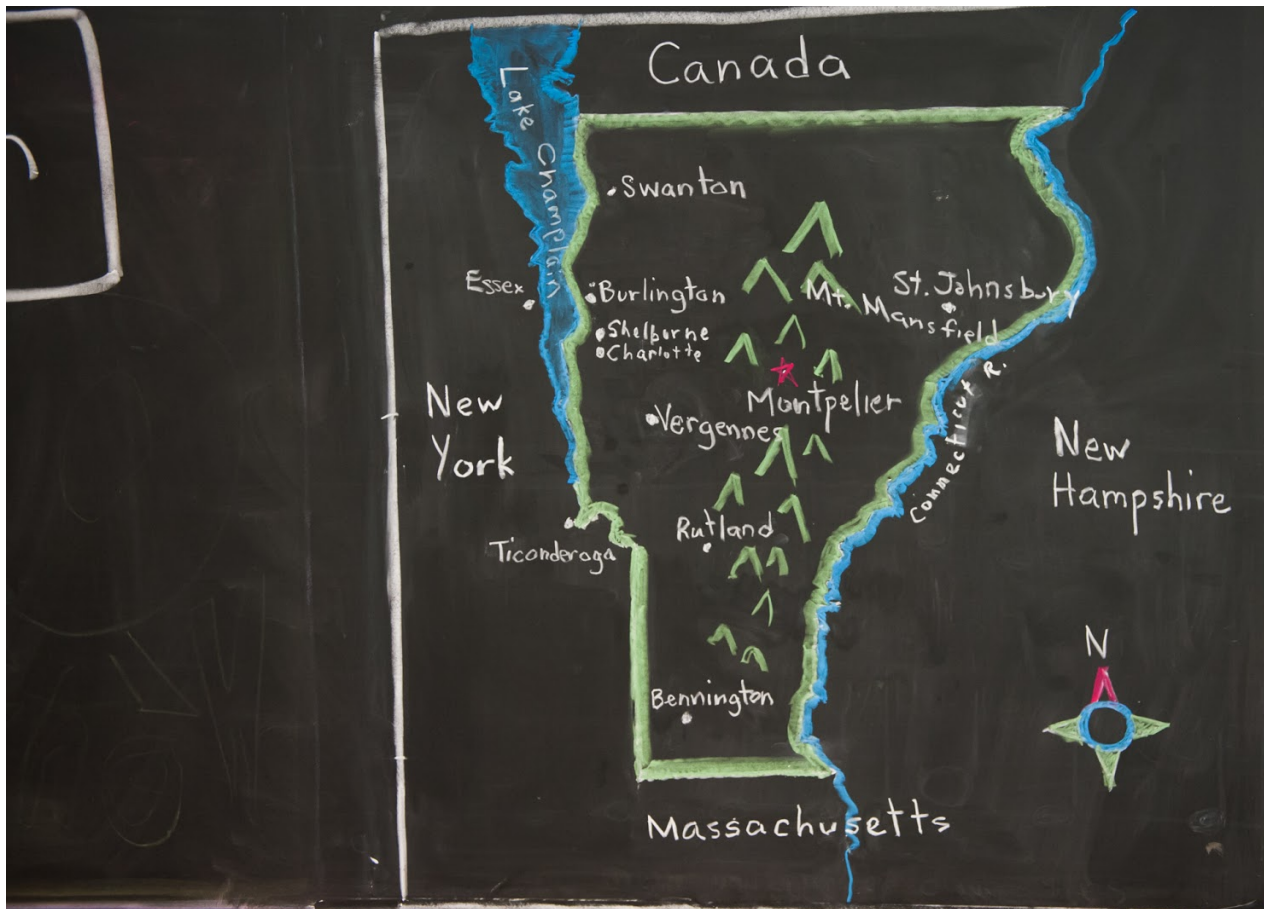 Canada
Lake Champlain
Swanton
Essex
Burlington
St. Johnsbury
Mt. Mansfield
Shelburne
Charlotte
Connecticut R.
New
York
Montpelier
Vergennes
New
Hampshire
Rutland
Ticonderoga
N
Bennington
Massachusetts